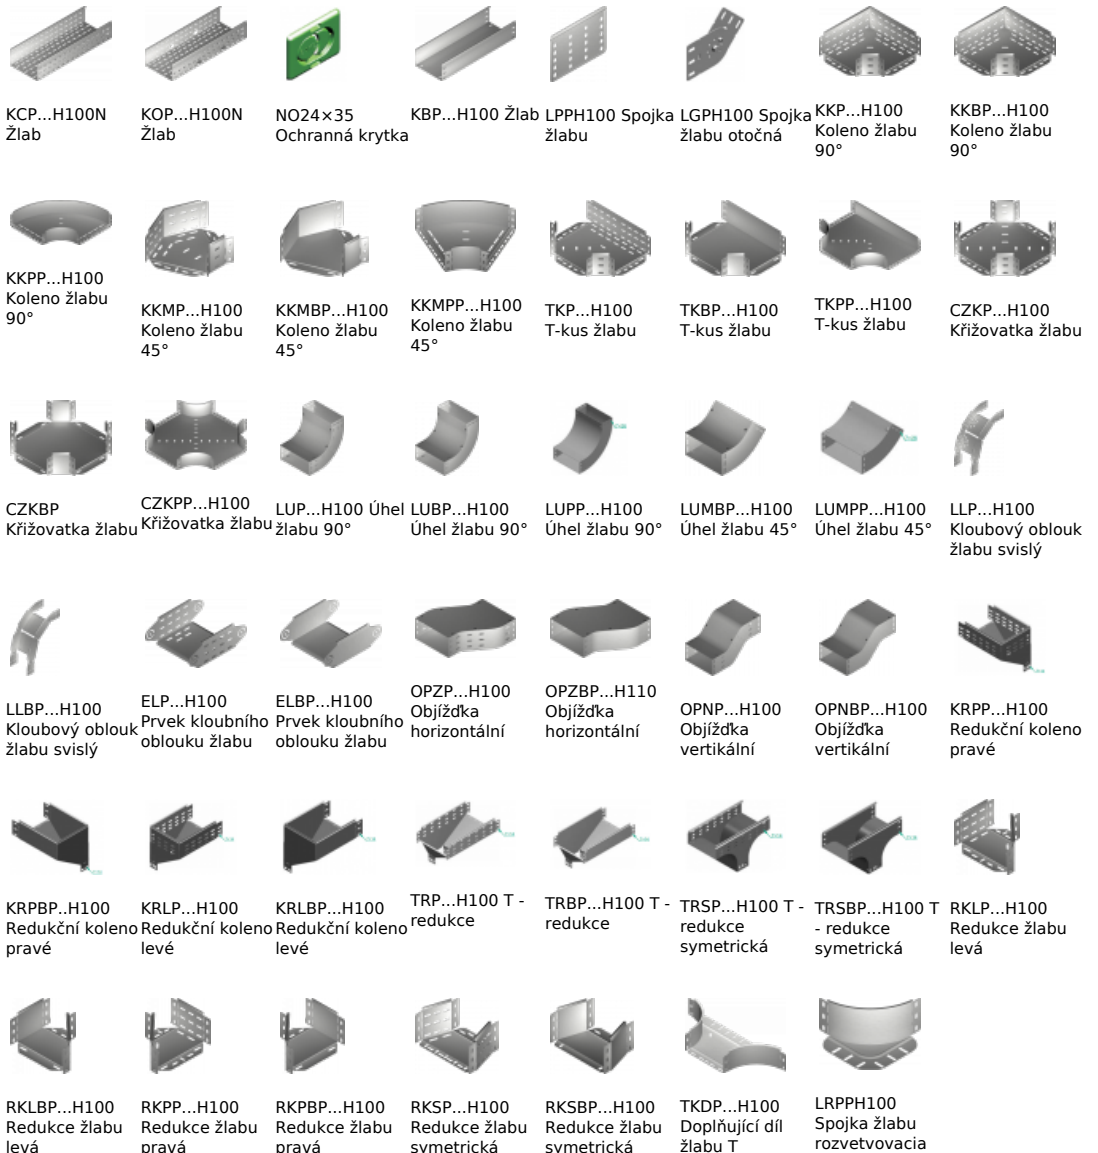 KCP...H100N
Žlab
KOP...H100N
Žlab
NO24×35
Ochranná krytka
KBP...H100 Žlab
LPPH100 Spojka
žlabu
LGPH100 Spojka
žlabu otočná
KKP...H100
Koleno žlabu
90°
KKBP...H100
Koleno žlabu
90°
KKPP...H100
Koleno žlabu
90°
KKMP...H100
Koleno žlabu
45°
KKMBP...H100
Koleno žlabu
45°
KKMPP...H100
Koleno žlabu
45°
TKP...H100
T-kus žlabu
TKBP...H100
T-kus žlabu
TKPP...H100
T-kus žlabu
CZKP...H100
Křižovatka žlabu
CZKBP
Křižovatka žlabu
CZKPP...H100
Křižovatka žlabu
LUP...H100 Úhel
žlabu 90°
LUBP...H100
Úhel žlabu 90°
LUPP...H100
Úhel žlabu 90°
LUMBP...H100
Úhel žlabu 45°
LUMPP...H100
Úhel žlabu 45°
LLP...H100
Kloubový oblouk
žlabu svislý
LLBP...H100
Kloubový oblouk
žlabu svislý
ELP...H100
Prvek kloubního
oblouku žlabu
ELBP...H100
Prvek kloubního
oblouku žlabu
OPZP...H100
Objížďka
horizontální
OPZBP...H110
Objížďka
horizontální
OPNP...H100
Objížďka
vertikální
OPNBP...H100
Objížďka
vertikální
KRPP...H100
Redukční koleno
pravé
KRPBP..H100
Redukční koleno
pravé
KRLP...H100
Redukční koleno
levé
KRLBP...H100
Redukční koleno
levé
TRP...H100 T -
redukce
TRBP...H100 T -
redukce
TRSP...H100 T -
redukce
symetrická
TRSBP...H100 T
- redukce
symetrická
RKLP...H100
Redukce žlabu
levá
RKLBP...H100
Redukce žlabu
levá
RKPP...H100
Redukce žlabu
pravá
RKPBP...H100
Redukce žlabu
pravá
RKSP...H100
Redukce žlabu
symetrická
RKSBP...H100
Redukce žlabu
symetrická
TKDP...H100
Doplňující díl
žlabu T
LRPPH100
Spojka žlabu
rozvetvovacia